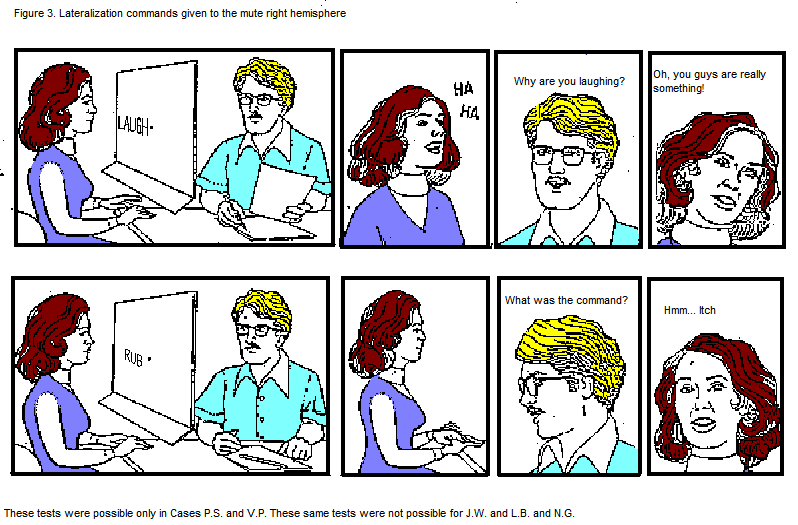 Figure 3. Lateralization commands given to the mute right hemisphere
LAUGH•
HA
HA
Why are you laughing?
Oh, you guys are really
something!
RUB •
What was the command?
Hmm... Itch
These tests were possible only in Cases P.S. and V.P. These same tests were not possible for J.W. and L.B. and N.G.